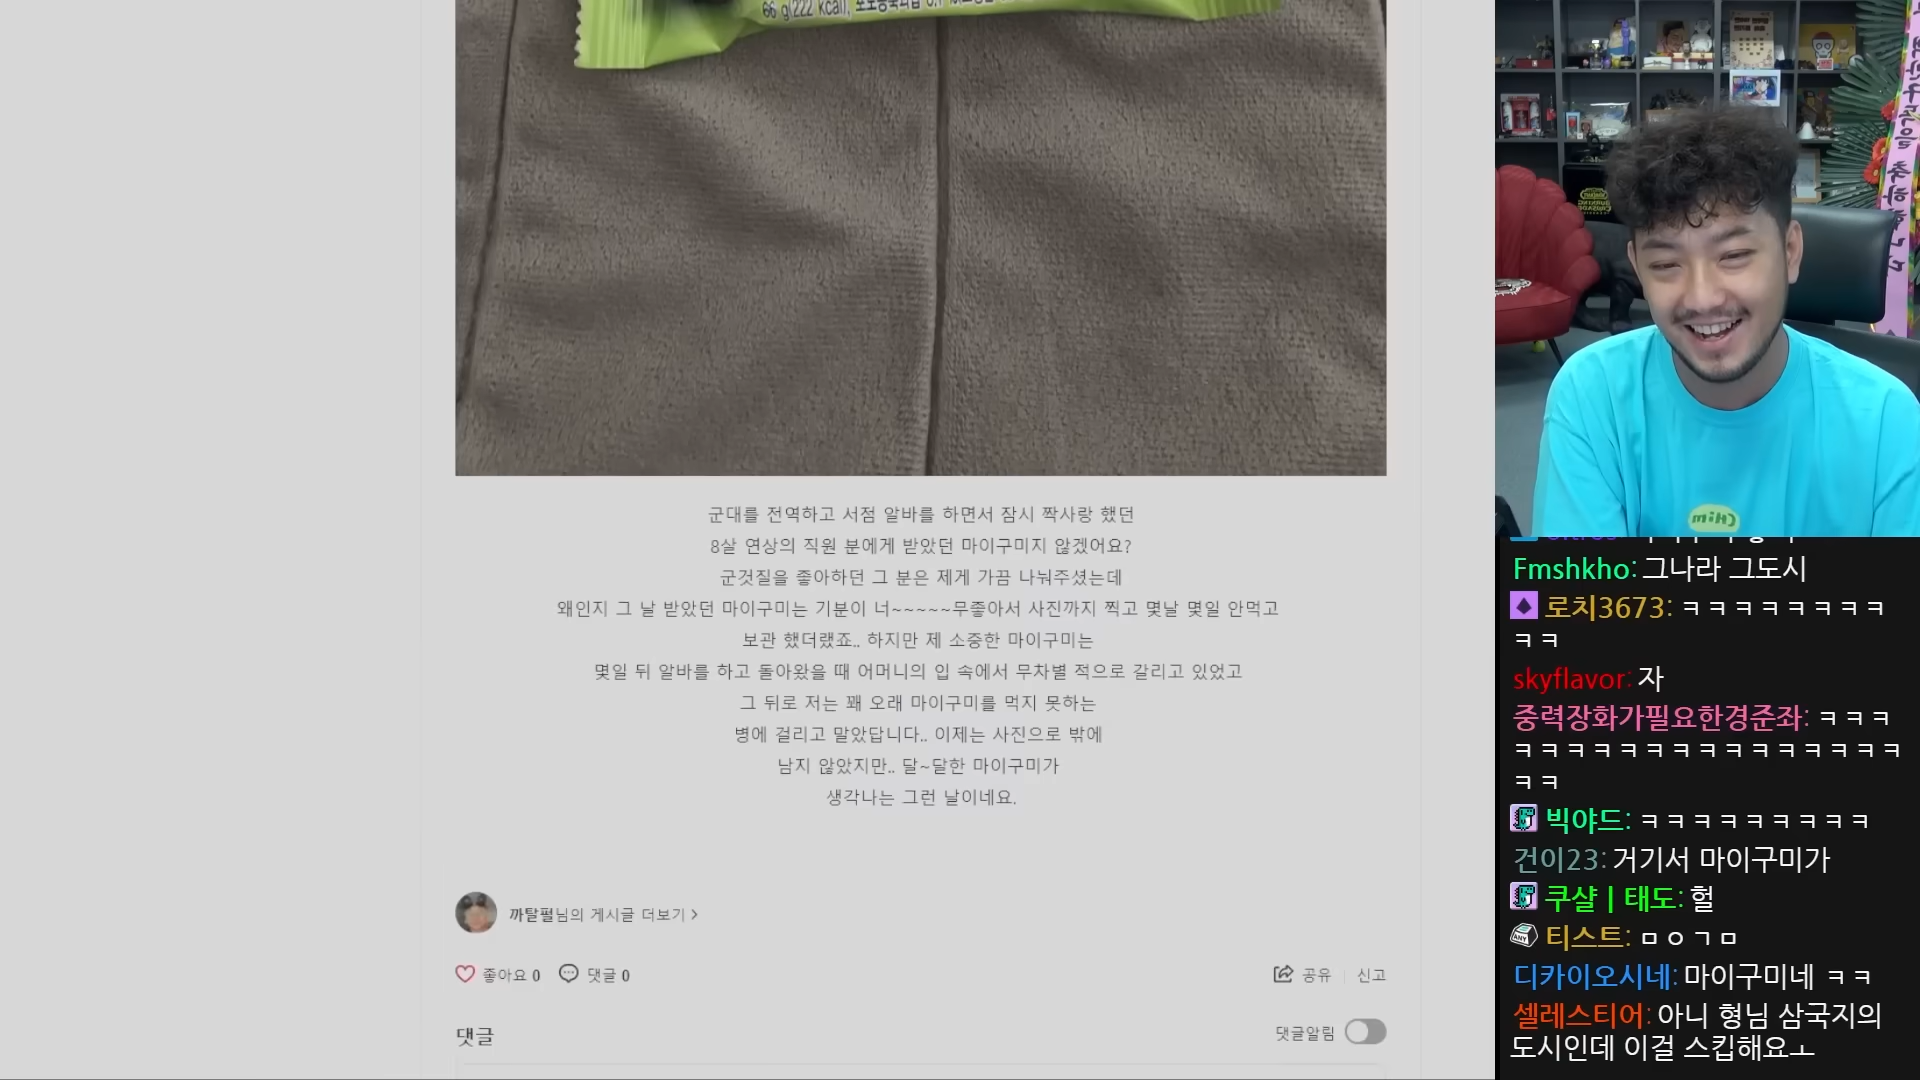 66 g(222 kcal),
군대를 전역하고 서점 알바를 하면서 잠시 짝사랑 했던
8살 연상의 직원 분에게 받았던 마이구미지 않겠어요?
군것질을 좋아하던 그 분은 제게 가끔 나눠주셨는데
왜인지 그 날 받았던 마이구미는 기분이 너~~~~~무좋아서 사진까지 찍고 몇날 몇일 안먹고
보관 했더랬죠.. 하지만 제 소중한 마이구미는
몇일 뒤 알바를 하고 돌아왔을 때 어머니의 입 속에서 무차별 적으로 갈리고 있었고
그 뒤로 저는 꽤 오래 마이구미를 먹지 못하는
병에 걸리고 말았답니다.. 이제는 사진으로 밖에
남지 않았지만.. 달~달한 마이구미가
생각나는 그런 날이네요.
까탈펄님의 게시글 더보기 >
좋아요 0 댓글 0
공유 신고
댓글
댓글알림
Fmshkho: 그나라 그도시
로치3673: ㅋㅋㅋㅋㅋㅋㅋㅋ
ㅋㅋ
skyflavor: 자
중력장화가필요한경준좌: ㅋㅋㅋ
ㅋㅋㅋㅋㅋㅋㅋㅋㅋㅋㅋㅋㅋㅋㅋ
ㅋㅋ
빅야드: ㅋㅋㅋㅋㅋㅋㅋㅋㅋ
건이23: 거기서 마이구미가
쿠샬 | 태도: 헐
티스트: ㅁㅇㄱㅁ
디카이오시네: 마이구미네 ㅋㅋ
셀레스티어: 아니 형님 삼국지의
도시인데 이걸 스킵해요ㅗ